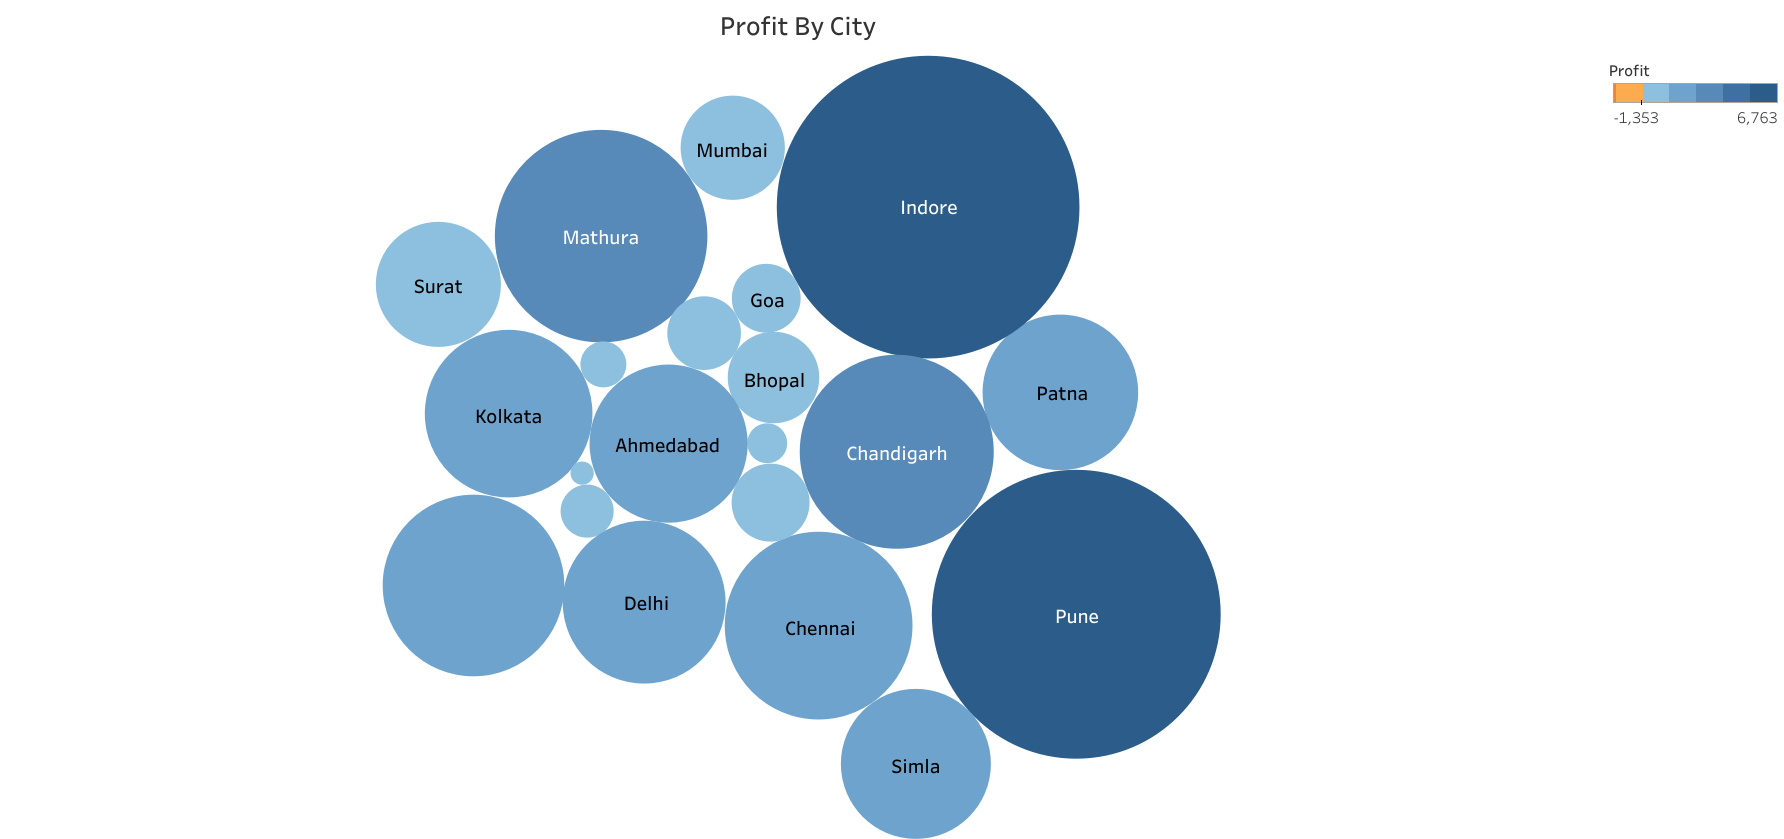 Profit By City
Profit
-1,353
6,763
Mumbai
Indore
Mathura
Surat
Goa
Bhopal
Patna
Kolkata
Ahmedabad
Chandigarh
Delhi
Chennai
Pune
Simla